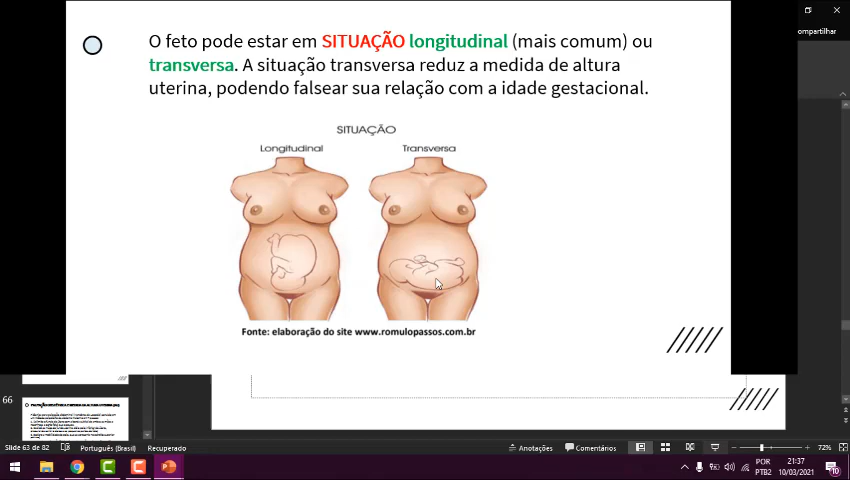 O feto pode estar em SITUAÇÃO longitudinal (mais comum) ou
transversa. A situação transversa reduz a medida de altura
uterina, podendo falsear sua relação com a idade gestacional.
SITUAÇÃO
Longitudinal
Transversa
Fonte: elaboração do site www.romulopassos.com.br
ompartilhar
66
Slide 63 de 82
Português (Brasil)
Recuperado
Anotações
Comentários
72%
POR
PTB2
21:37
10/03/2021
10